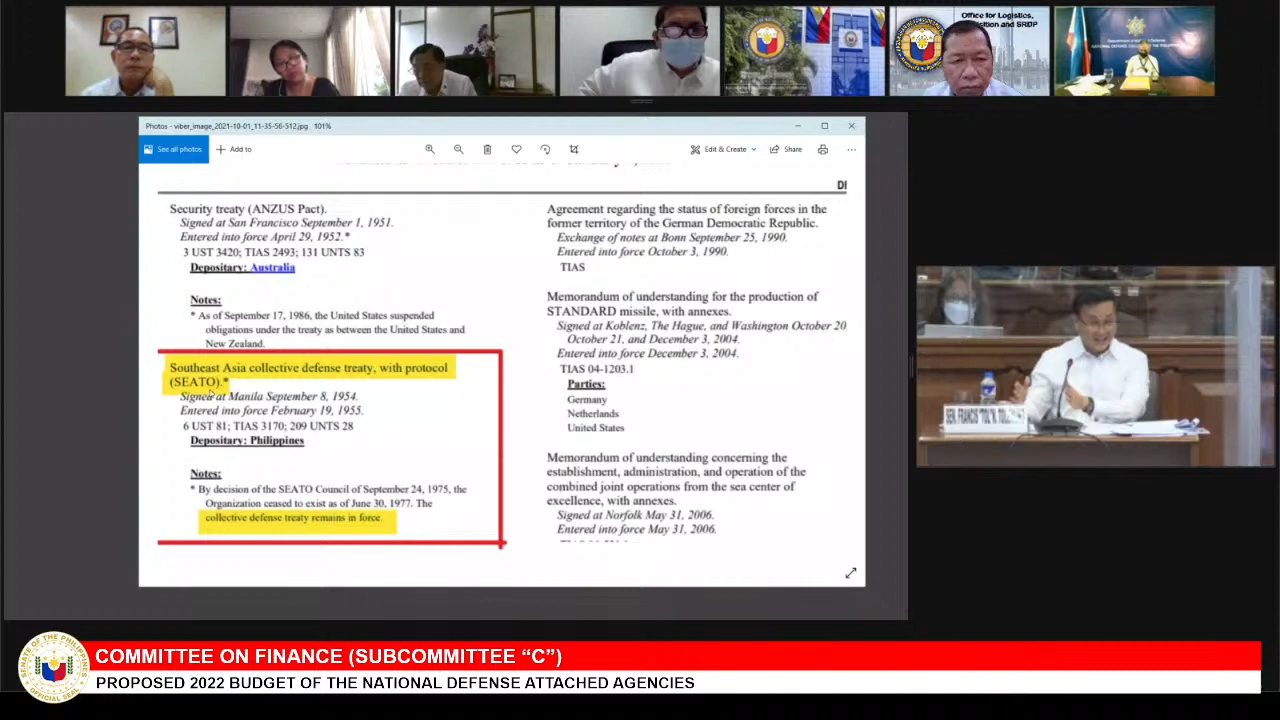 Office for Logistics,
NATIONAL DEFENSE COLLEGE OF THE PHILIPPINES
Photos - viber_image_2021-10-01_11-35-56-512.jpg 101%
See all photos
Add to
Edit & Create
Share
Security treaty (ANZUS Pact).
Signed at San Francisco September 1, 1951.
Entered into force April 29, 1952.*
3 UST 3420; TIAS 2493; 131 UNTS 83
Depositary: Australia
Notes:
* As of September 17, 1986, the United States suspended
obligations under the treaty as between the United States and
New Zealand.
Southeast Asia collective defense treaty, with protocol
(SEATO).*
Signed at Manila September 8, 1954.
Entered into force February 19, 1955.
6 UST 81; TIAS 3170; 209 UNTS 28
Depositary: Philippines
Notes:
* By decision of the SEATO Council of September 24, 1975, the
Organization ceased to exist as of June 30, 1977. The
collective defense treaty remains in force.
Agreement regarding the status of foreign forces in the
former territory of the German Democratic Republic.
Exchange of notes at Bonn September 25, 1990.
Entered into force October 3, 1990.
TIAS
Memorandum of understanding for the production of
STANDARD missile, with annexes.
Signed at Koblenz, The Hague, and Washington October 20
October 21, and December 3, 2004.
Entered into force December 3, 2004.
TIAS 04-1203.1
Parties:
Germany
Netherlands
United States
Memorandum of understanding concerning the
establishment, administration, and operation of the
combined joint operations from the sea center of
excellence, with annexes.
Signed at Norfolk May 31, 2006.
Entered into force May 31, 2006.
SEN. FRANCIS "TOL" N.
SENATE OF THE PHILIPPINES
OFFICIAL SEAL
COMMITTEE ON FINANCE (SUBCOMMITTEE “C”)
PROPOSED 2022 BUDGET OF THE NATIONAL DEFENSE ATTACHED AGENCIES